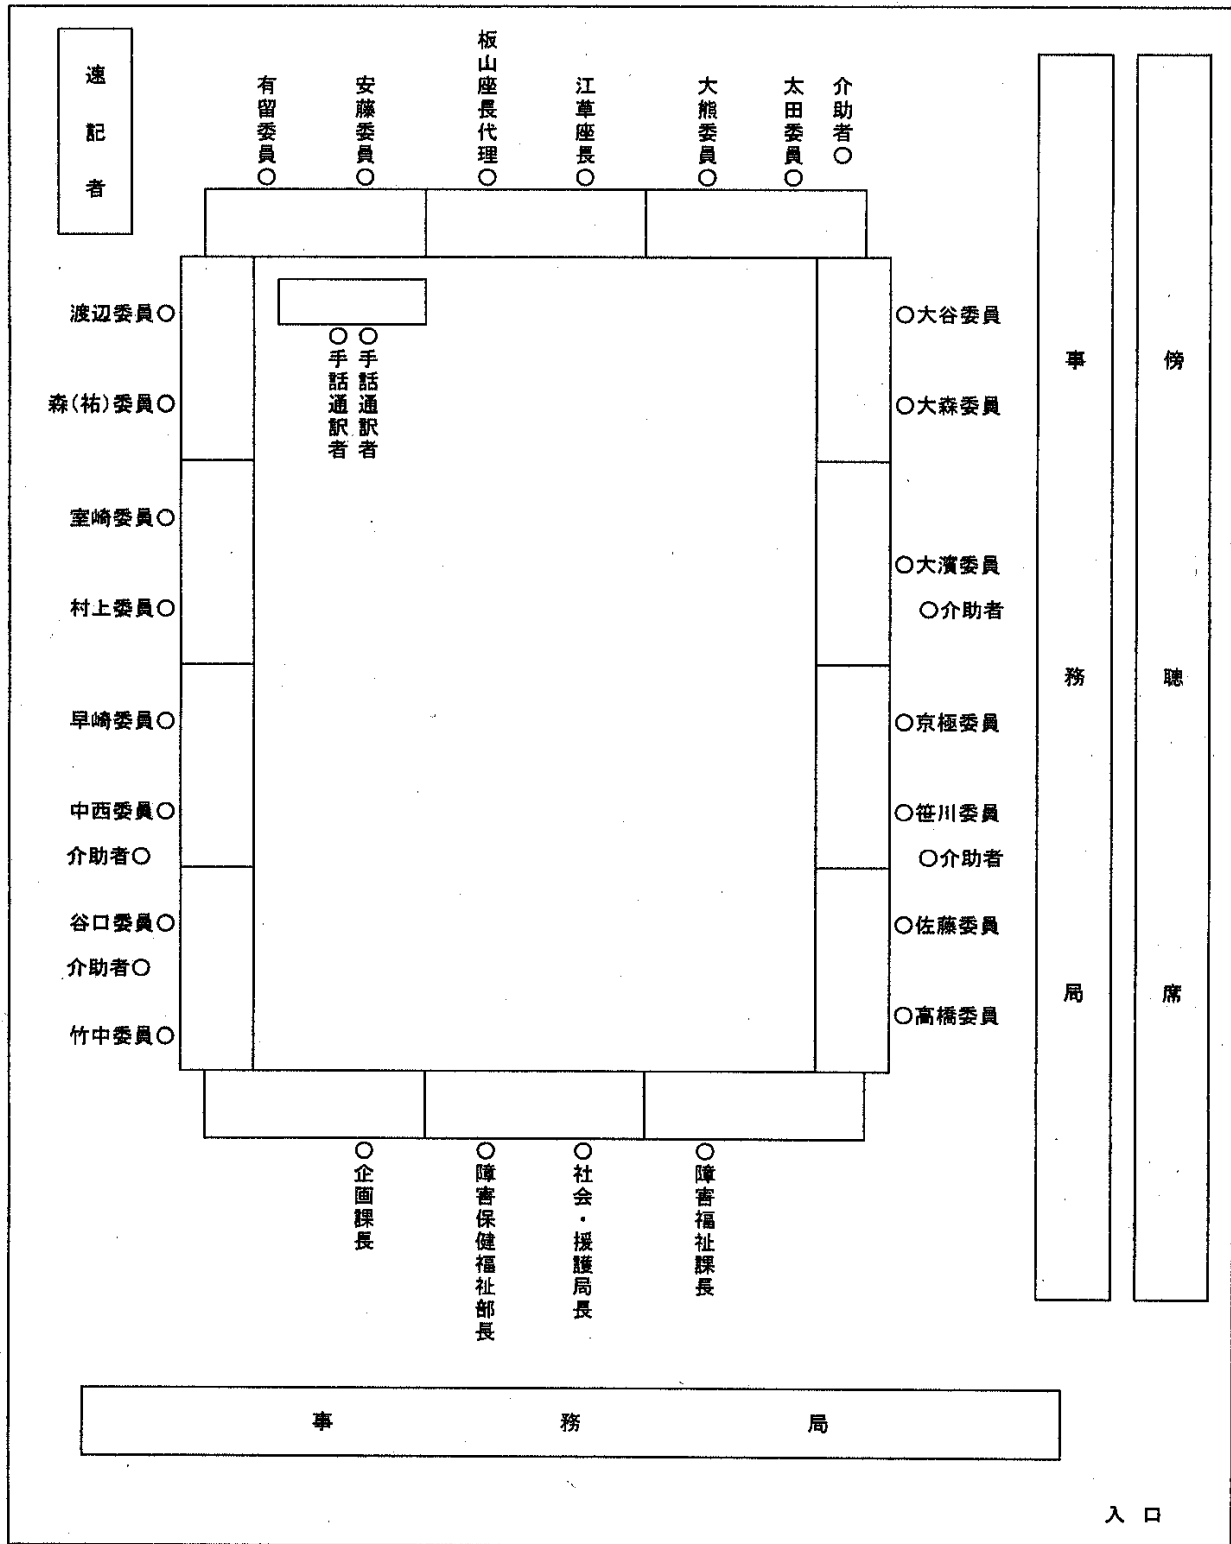 速記者
有留委員○
安藤委員○
板山座長代理○
江草座長○
大熊委員○
太田委員○
介助者○
渡辺委員○
森(祐)委員○
室崎委員○
村上委員○
早崎委員○
中西委員○
介助者○
谷口委員○
介助者○
竹中委員○
○手話通訳者
○手話通訳者
○大谷委員
○大森委員
○大濱委員
○介助者
○京極委員
○笹川委員
○介助者
○佐藤委員
○高橋委員
事務局
傍聴席
○企画課長
○障害保健福祉部長
○社会・援護局長
○障害福祉課長
事務局
入口